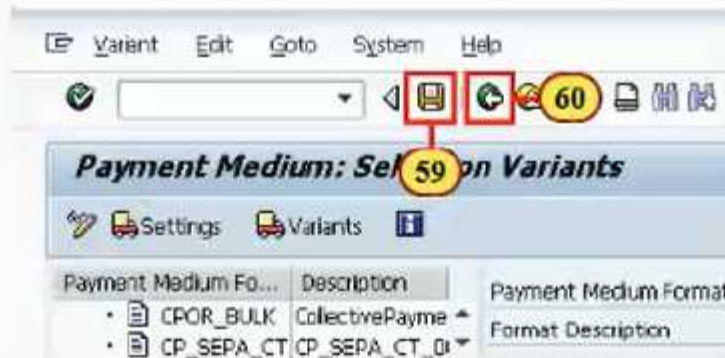 Variant Edit Goto System Help
60
Payment Medium: Sel 59 on Variants
Settings Variants
Payment Medium Fo... Description Payment Medium Format
CPOR_BULK CollectivePayme Format Description
CP_SEPA_CT CP_SEPA_CT_